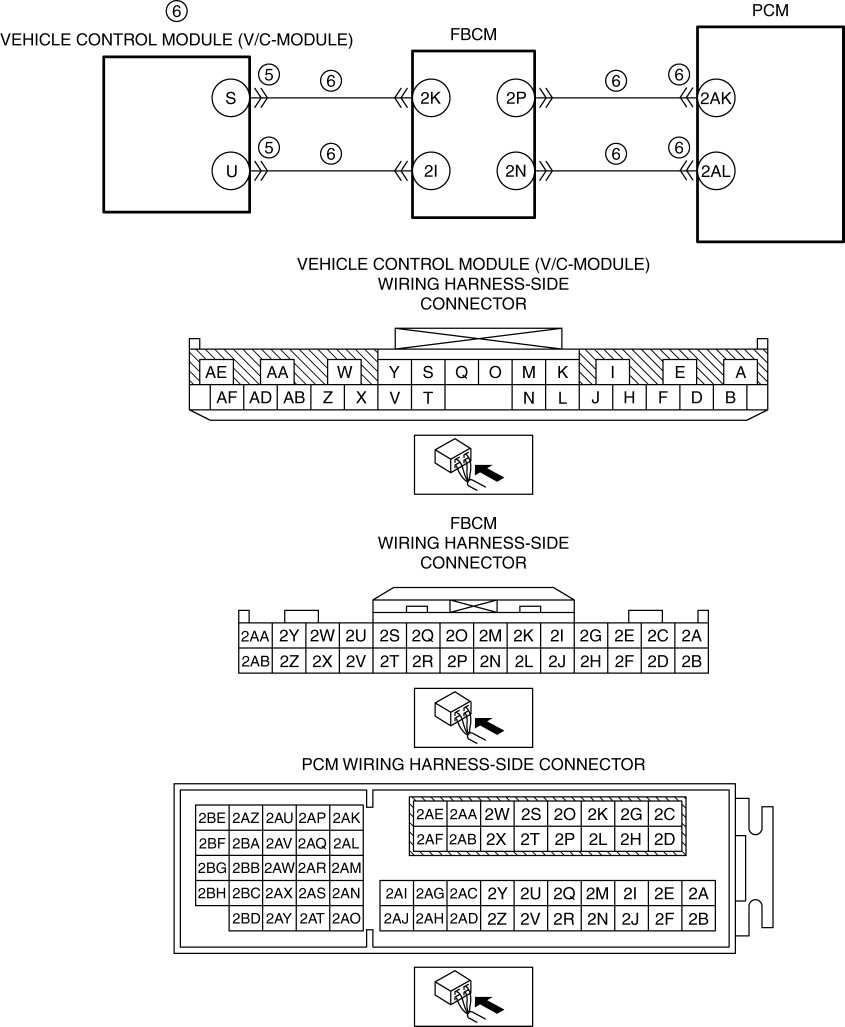 6
VEHICLE CONTROL MODULE (V/C-MODULE)
FBCM
PCM
S 5 6 2K 2P 6 6 2AK
U 5 6 2I 2N 6 6 2AL
VEHICLE CONTROL MODULE (V/C-MODULE)
WIRING HARNESS-SIDE
CONNECTOR
AE AA W Y S Q O M K I E A
AF AD AB Z X V T N L J H F D B
FBCM
WIRING HARNESS-SIDE
CONNECTOR
2AA 2Y 2W 2U 2S 2Q 2O 2M 2K 2I 2G 2E 2C 2A
2AB 2Z 2X 2V 2T 2R 2P 2N 2L 2J 2H 2F 2D 2B
PCM WIRING HARNESS-SIDE CONNECTOR
2BE 2AZ 2AU 2AP 2AK
2BF 2BA 2AV 2AQ 2AL
2BG 2BB 2AW 2AR 2AM
2BH 2BC 2AX 2AS 2AN
2BD 2AY 2AT 2AO
2AE 2AA 2W 2S 2O 2K 2G 2C
2AF 2AB 2X 2T 2P 2L 2H 2D
2AI 2AG 2AC 2Y 2U 2Q 2M 2I 2E 2A
2AJ 2AH 2AD 2Z 2V 2R 2N 2J 2F 2B